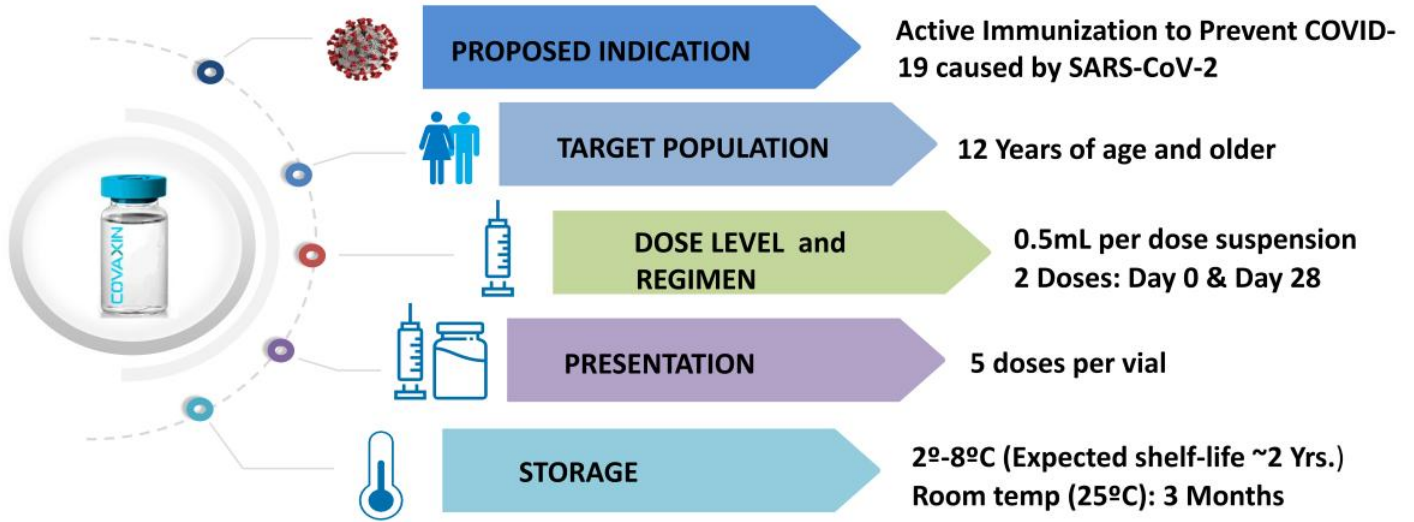 PROPOSED INDICATION
Active Immunization to Prevent COVID-
19 caused by SARS-CoV-2
TARGET POPULATION
12 Years of age and older
COVAXIN
DOSE LEVEL and
REGIMEN
0.5mL per dose suspension
2 Doses: Day 0 & Day 28
PRESENTATION
5 doses per vial
STORAGE
2º-8ºC (Expected shelf-life ~2 Yrs.)
Room temp (25ºC): 3 Months